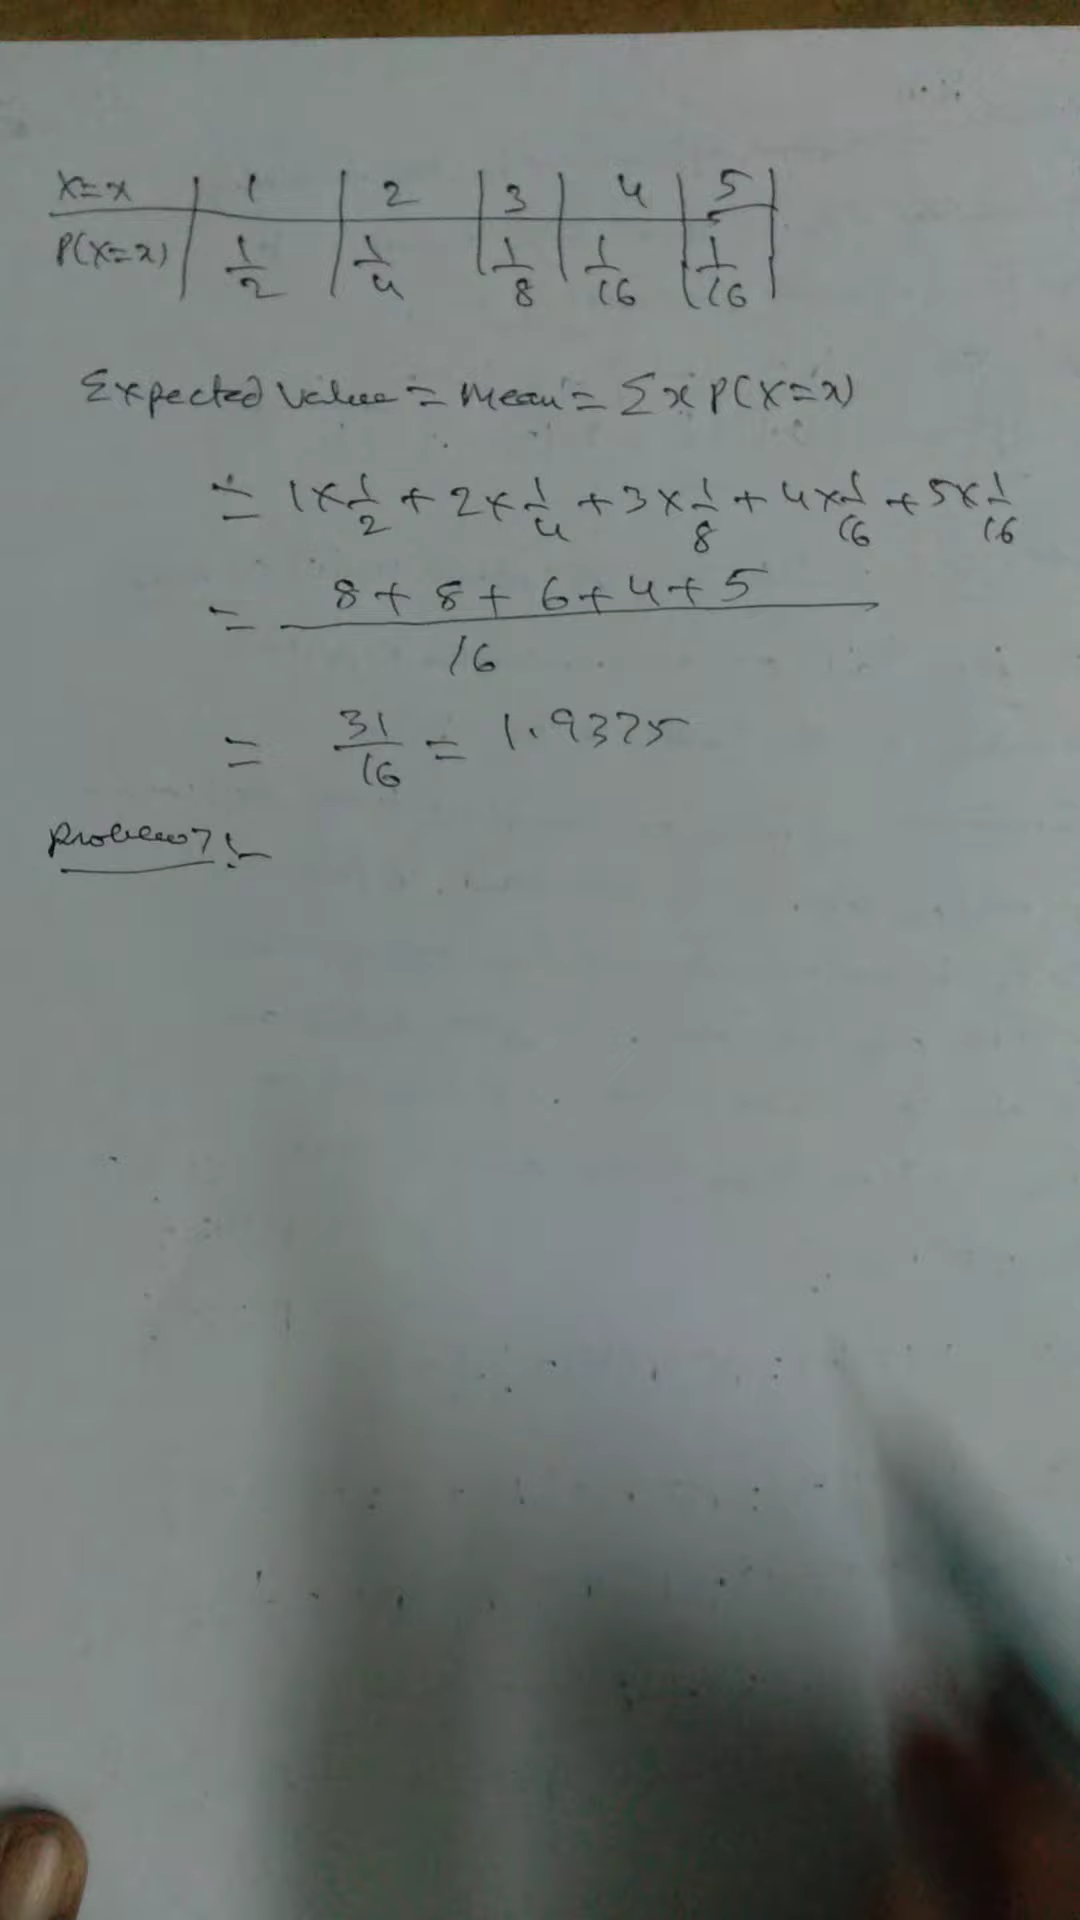 X=x | 1 | 2 | 3 | 4 | 5 |
P(X=x) | 1/2 | 1/4 | 1/8 | 1/16 | 1/16 |
Expected value = Mean = Σx P(X=x)
= 1×1/2 + 2×1/4 + 3×1/8 + 4×1/16 + 5×1/16
= 8+8+6+4+5 / 16
= 31/16 = 1.9375
Problem7:-